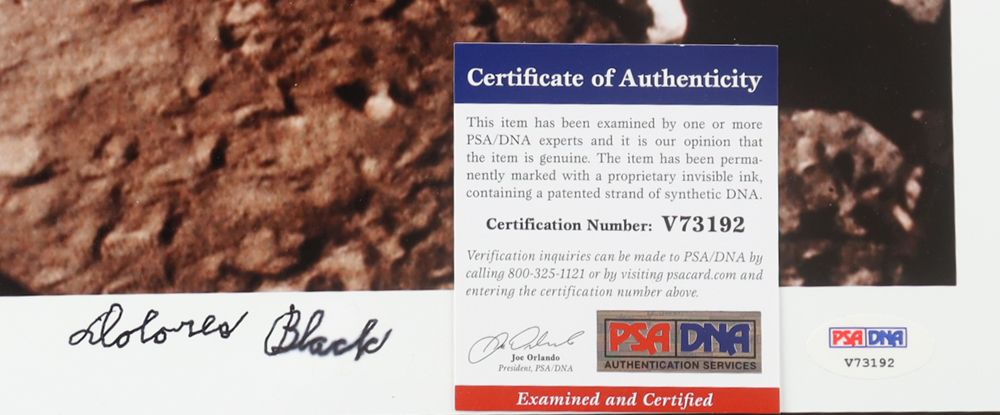 Certificate of Authenticity
This item has been examined by one or more
PSA/DNA experts and it is our opinion that
the item is genuine. The item has been perma-
nently marked with a proprietary invisible ink,
containing a patented strand of synthetic DNA.
Certification Number: V73192
Verification inquiries can be made to PSA/DNA by
calling 800-325-1121 or by visiting psacard.com and
entering the certification number above.
Dolores Black
Joe Orlando
Joe Orlando
President, PSA/DNA
PSA DNA
AUTHENTICATION SERVICES
PSA DNA
V73192
Examined and Certified